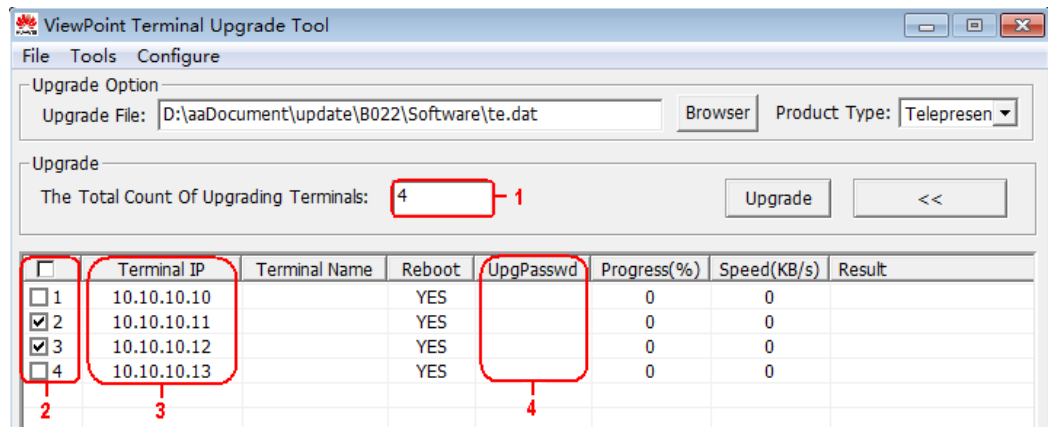 ViewPoint Terminal Upgrade Tool
File Tools Configure
Upgrade Option
Upgrade File: D:\aaDocument\update\B022\Software\te.dat Browser Product Type: Telepresen
Upgrade
The Total Count Of Upgrading Terminals: 4 1 Upgrade <<
Terminal IP Terminal Name Reboot UpgPasswd Progress(%) Speed(KB/s) Result
1 10.10.10.10 YES 0 0
2 10.10.10.11 YES 0 0
3 10.10.10.12 YES 0 0
4 10.10.10.13 YES 0 0
2 3 4